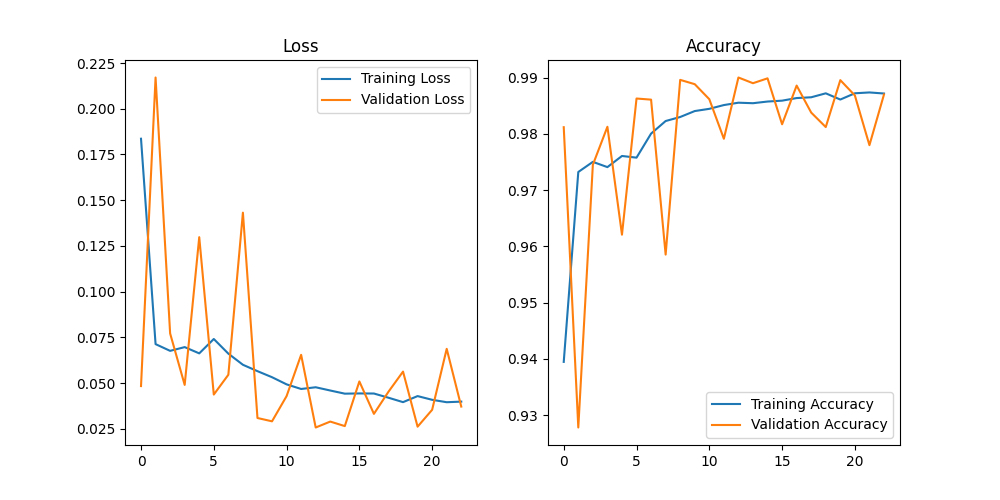 Loss
0.225
0.200
0.175
0.150
0.125
0.100
0.075
0.050
0.025
0 5 10 15 20
Training Loss
Validation Loss
Accuracy
0.99
0.98
0.97
0.96
0.95
0.94
0.93
0 5 10 15 20
Training Accuracy
Validation Accuracy